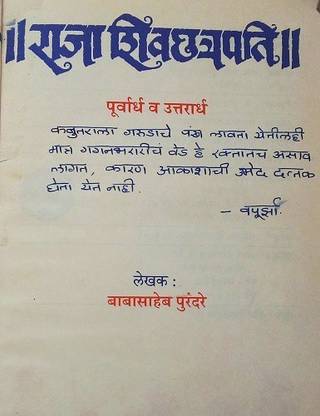 ॥ राजा शिवछत्रपति ॥
पूर्वार्ध व उत्तरार्ध
कबुतराला गरुडाचे पंख लावता येतीलही
मात्र गगनभरारीचं वेड हे रक्तातच असाव
लागत, कारण आकाशाची उमेद दत्तक
घेता येत नाही.
– वपूर्झा.
लेखक :
बाबासाहेब पुरंदरे